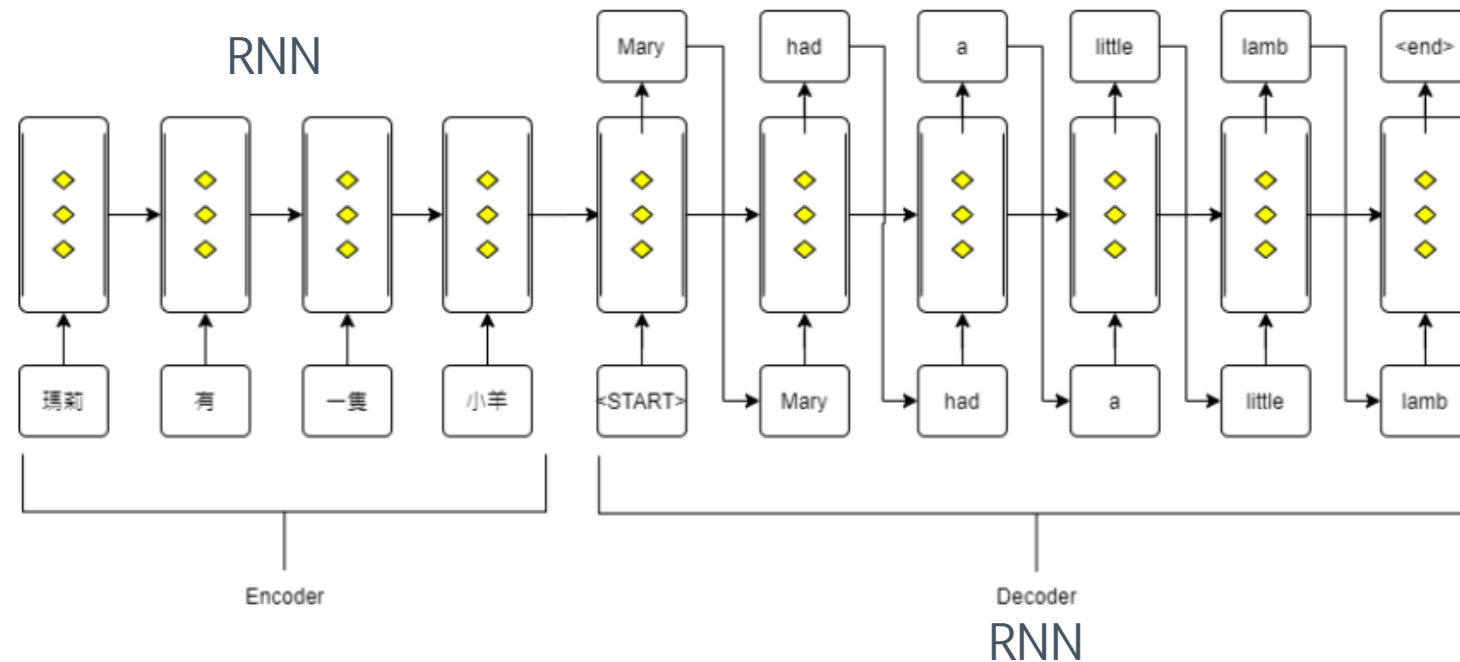 RNN
Mary had a little lamb <end>
瑪莉 有 一隻 小羊 <START> Mary had a little lamb
Encoder
Decoder
RNN